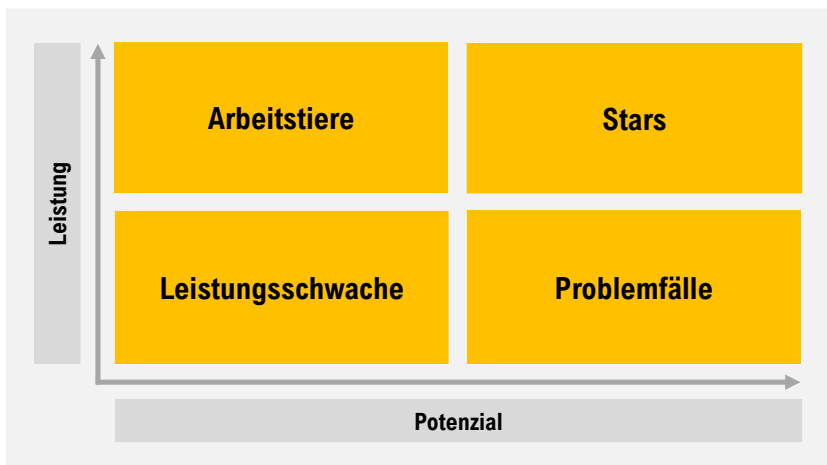 Leistung
Arbeitstiere
Stars
Leistungsschwache
Problemfälle
Potenzial